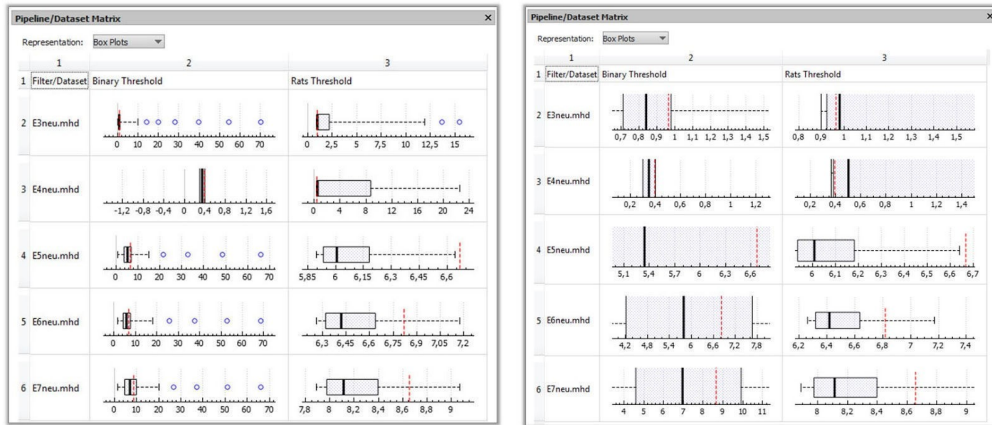 Pipeline/Dataset Matrix ×
Representation: Box Plots
1 2 3
1 Filter/Dataset Binary Threshold Rats Threshold
2 E3neu.mhd
0 10 20 30 40 50 60 70
0 2,5 5 7,5 10 12,5 15
3 E4neu.mhd
-1,2 -0,8 -0,4 0 0,4 0,8 1,2 1,6
0 4 8 12 16 20 24
4 E5neu.mhd
0 10 20 30 40 50 60 70
5,85 6 6,15 6,3 6,45 6,6
5 E6neu.mhd
0 10 20 30 40 50 60 70
6,3 6,45 6,6 6,75 6,9 7,05 7,2
6 E7neu.mhd
0 10 20 30 40 50 60 70
7,8 8 8,2 8,4 8,6 8,8 9
Pipeline/Dataset Matrix ×
Representation: Box Plots
1 2 3
1 Filter/Dataset Binary Threshold Rats Threshold
2 E3neu.mhd
0,7 0,8 0,9 1 1,1 1,2 1,3 1,4 1,5
0,8 0,9 1 1,1 1,2 1,3 1,4 1,5
3 E4neu.mhd
0,2 0,4 0,6 0,8 1 1,2
0,2 0,4 0,6 0,8 1 1,2 1,4
4 E5neu.mhd
5,1 5,4 5,7 6 6,3 6,6
6 6,1 6,2 6,3 6,4 6,5 6,6 6,7
5 E6neu.mhd
4,2 4,8 5,4 6 6,6 7,2 7,8
6,2 6,4 6,6 6,8 7 7,2 7,4
6 E7neu.mhd
4 5 6 7 8 9 10 11
8 8,2 8,4 8,6 8,8 9